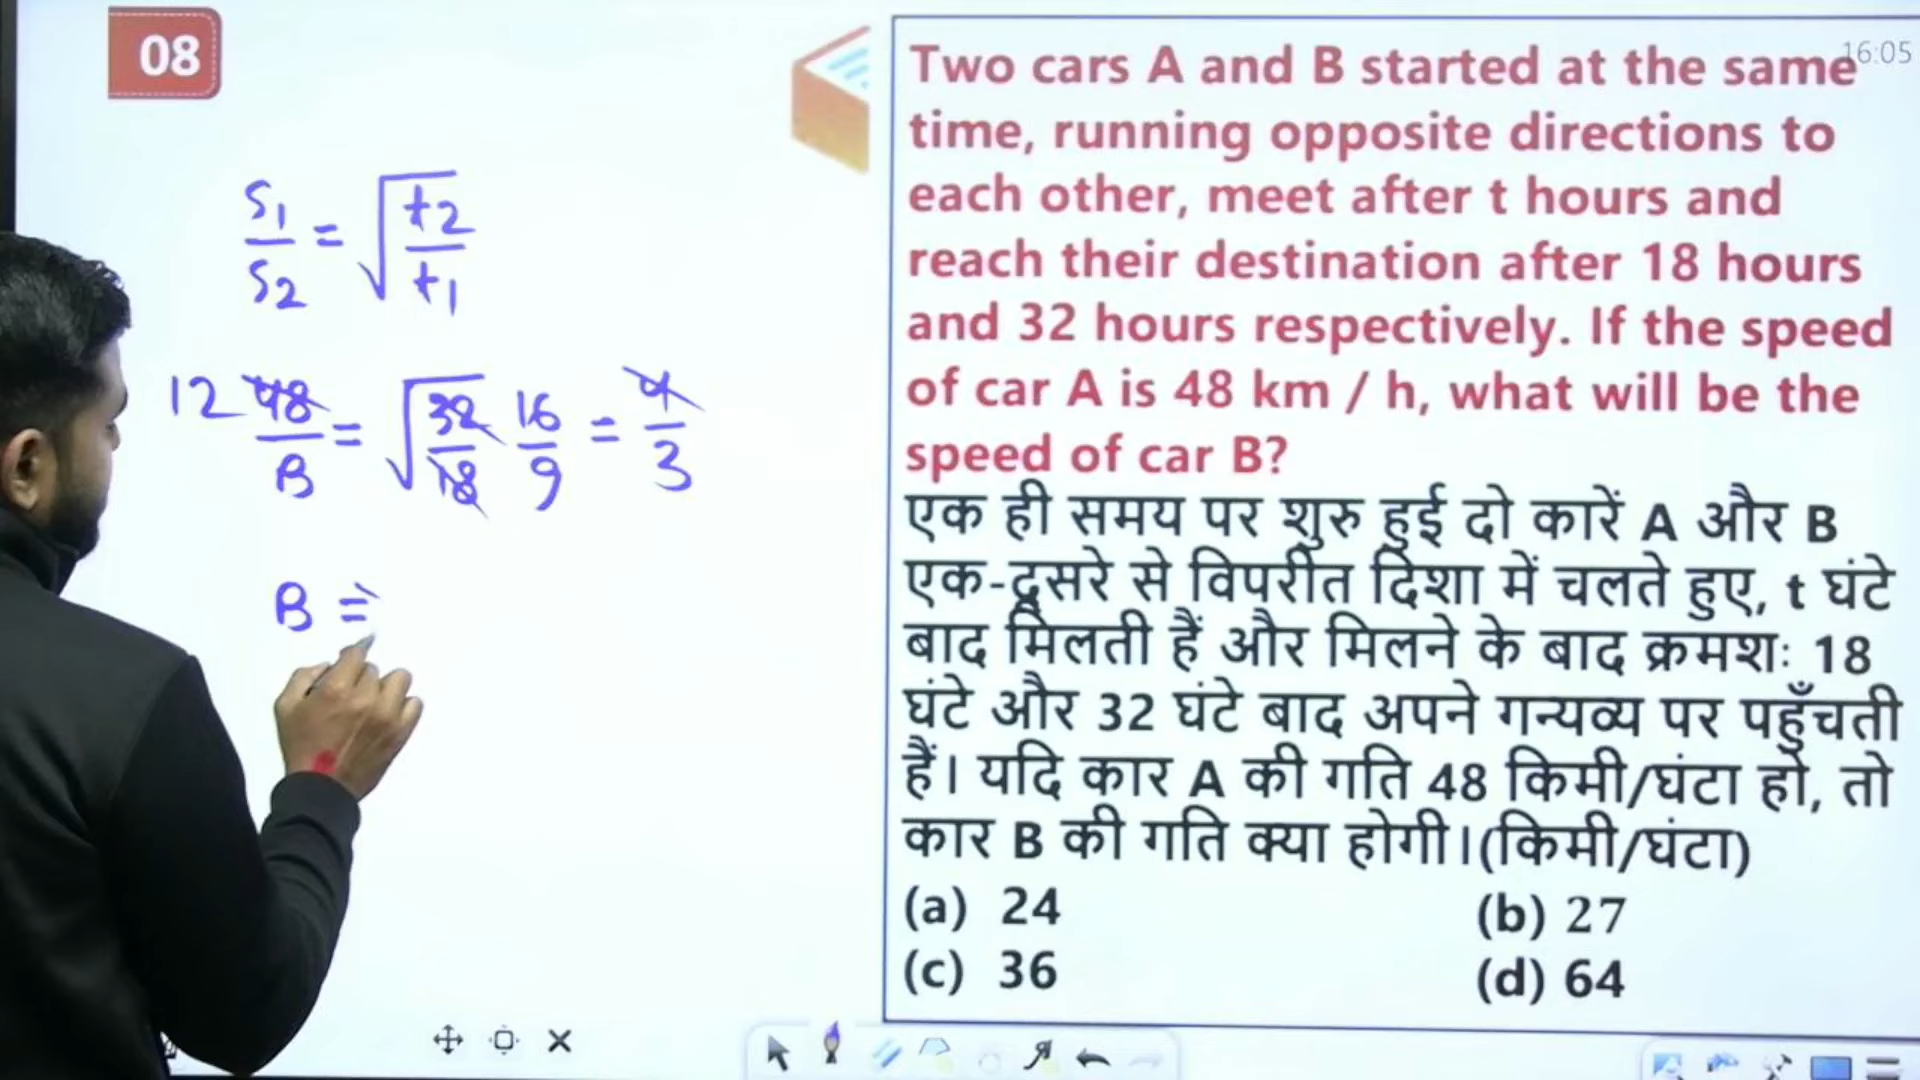 08
16:05
S1/S2 = √(t2/t1)
12 48/B = √(32/18) 16/9 = 4/3
B =
Two cars A and B started at the same
time, running opposite directions to
each other, meet after t hours and
reach their destination after 18 hours
and 32 hours respectively. If the speed
of car A is 48 km / h, what will be the
speed of car B?
एक ही समय पर शुरु हुई दो कारें A और B
एक-दूसरे से विपरीत दिशा में चलते हुए, t घंटे
बाद मिलती हैं और मिलने के बाद क्रमशः 18
घंटे और 32 घंटे बाद अपने गन्यव्य पर पहुँचती
हैं। यदि कार A की गति 48 किमी/घंटा हो, तो
कार B की गति क्या होगी।(किमी/घंटा)
(a) 24 (b) 27
(c) 36 (d) 64